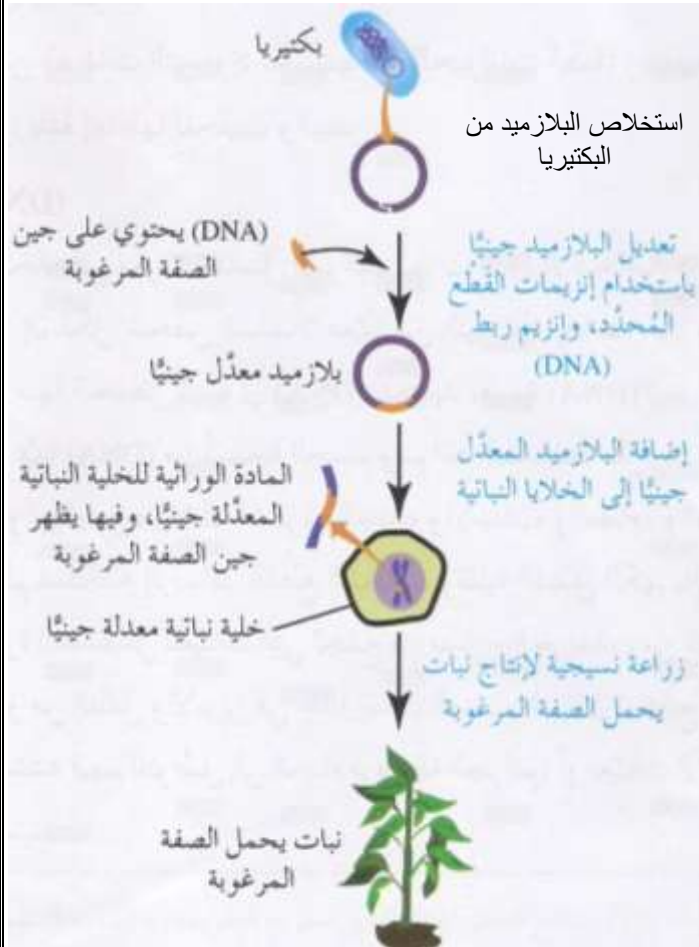 بكتيريا
استخلاص البلازميد من
البكتيريا
(DNA) يحتوي على جين
الصفة المرغوبة
تعديل البلازميد جينيًّا
باستخدام إنزيمات القَطْع
المُحدَّد، وإنزيم ربط
(DNA)
بلازميد معدَّل جينيًّا
إضافة البلازميد المعدَّل
جينيًّا إلى الخلايا النباتية
المادة الوراثية للخلية النباتية
المعدَّلة جينيًّا، وفيها يظهر
جين الصفة المرغوبة
خلية نباتية معدلة جينيًّا
زراعة نسيجية لإنتاج نبات
يحمل الصفة المرغوبة
نبات يحمل الصفة
المرغوبة